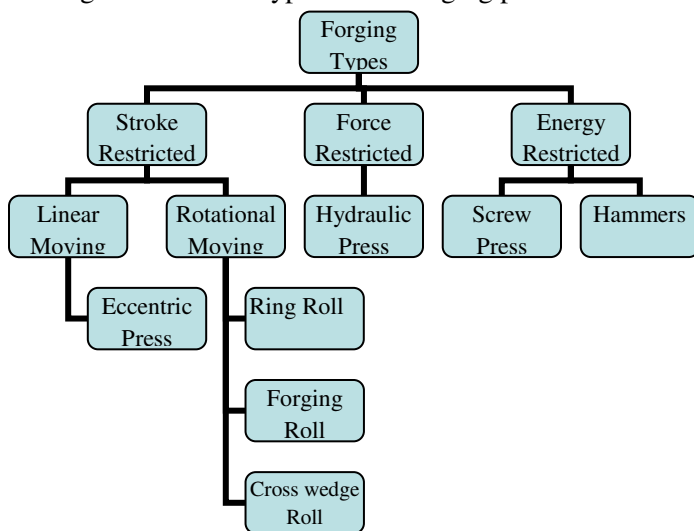 Forging
Types
Stroke
Restricted
Force
Restricted
Energy
Restricted
Linear
Moving
Rotational
Moving
Hydraulic
Press
Screw
Press
Hammers
Eccentric
Press
Ring Roll
Forging
Roll
Cross wedge
Roll